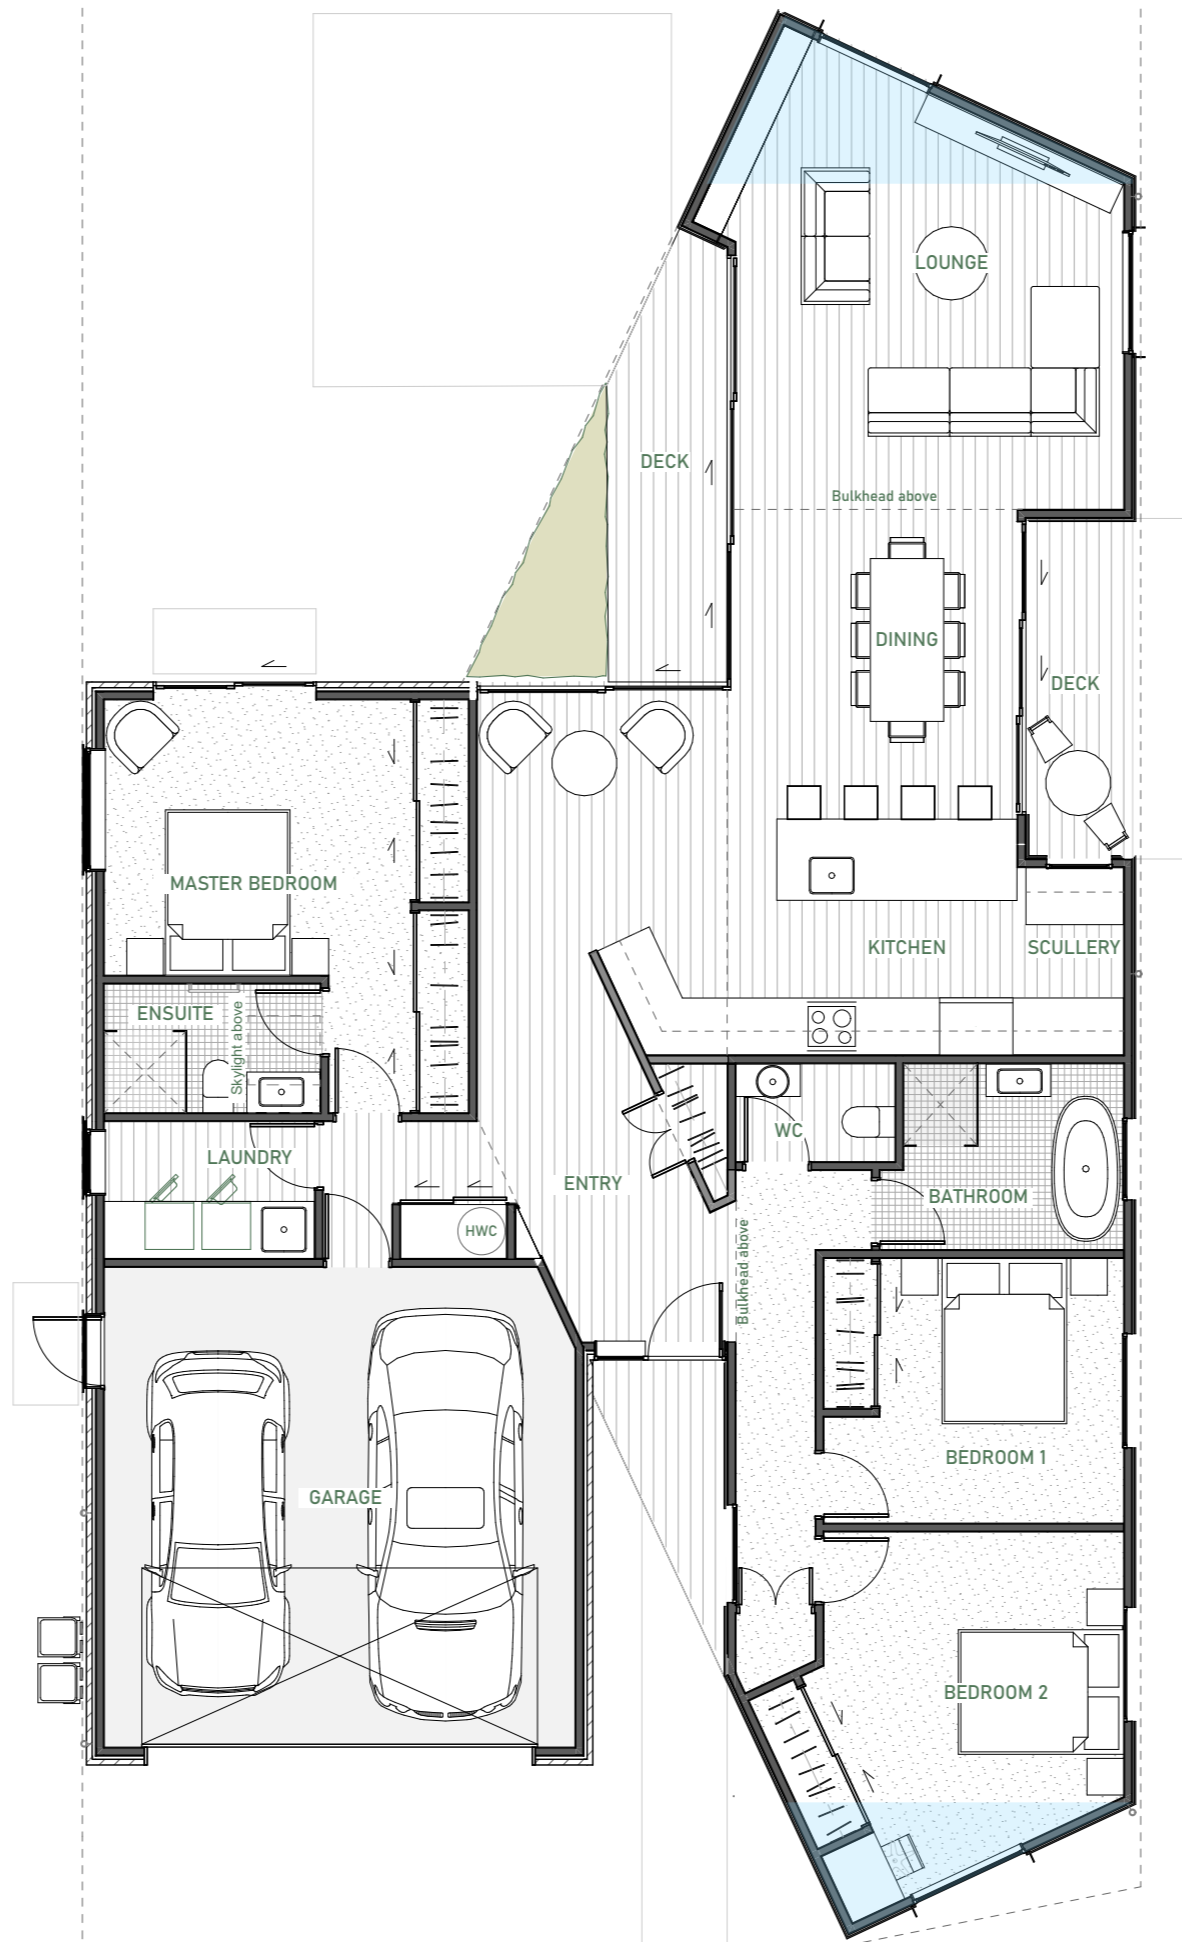 LOUNGE
DECK
Bulkhead above
DINING
DECK
MASTER BEDROOM
KITCHEN
SCULLERY
ENSUITE
Skylight above
LAUNDRY
WC
ENTRY
BATHROOM
HWC
Bulkhead above
BEDROOM 1
GARAGE
BEDROOM 2